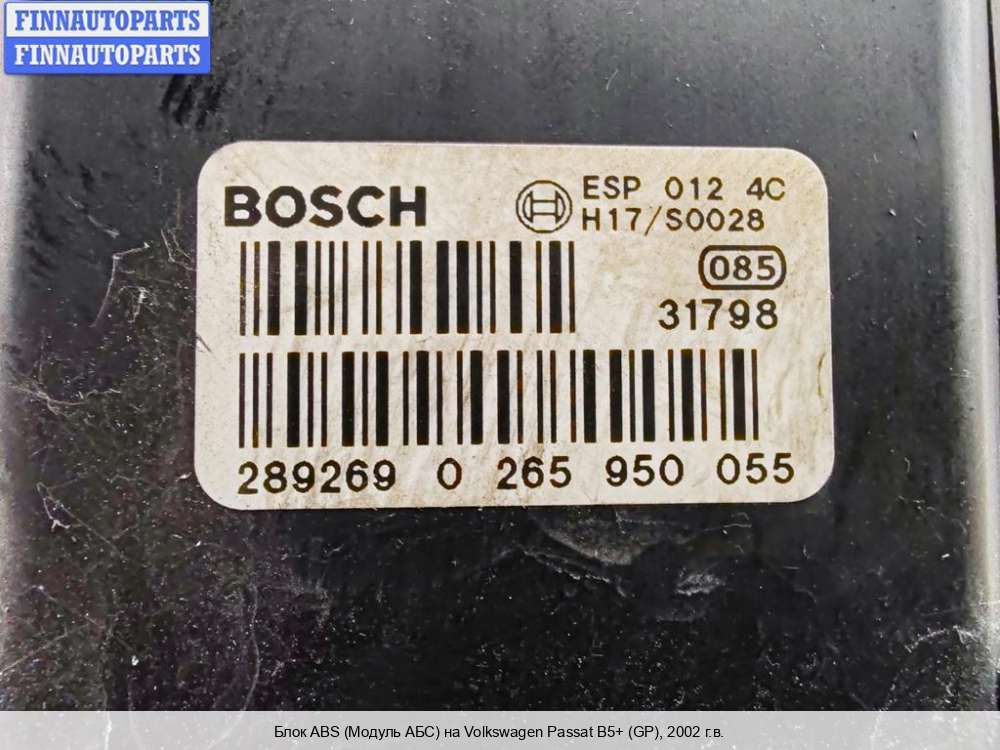 FINNAUTOPARTS
FINNAUTOPARTS
BOSCH
ESP 012 4C
H17/S0028
085
31798
289269 0 265 950 055
Блок ABS (Модуль АБС) на Volkswagen Passat B5+ (GP), 2002 г.в.